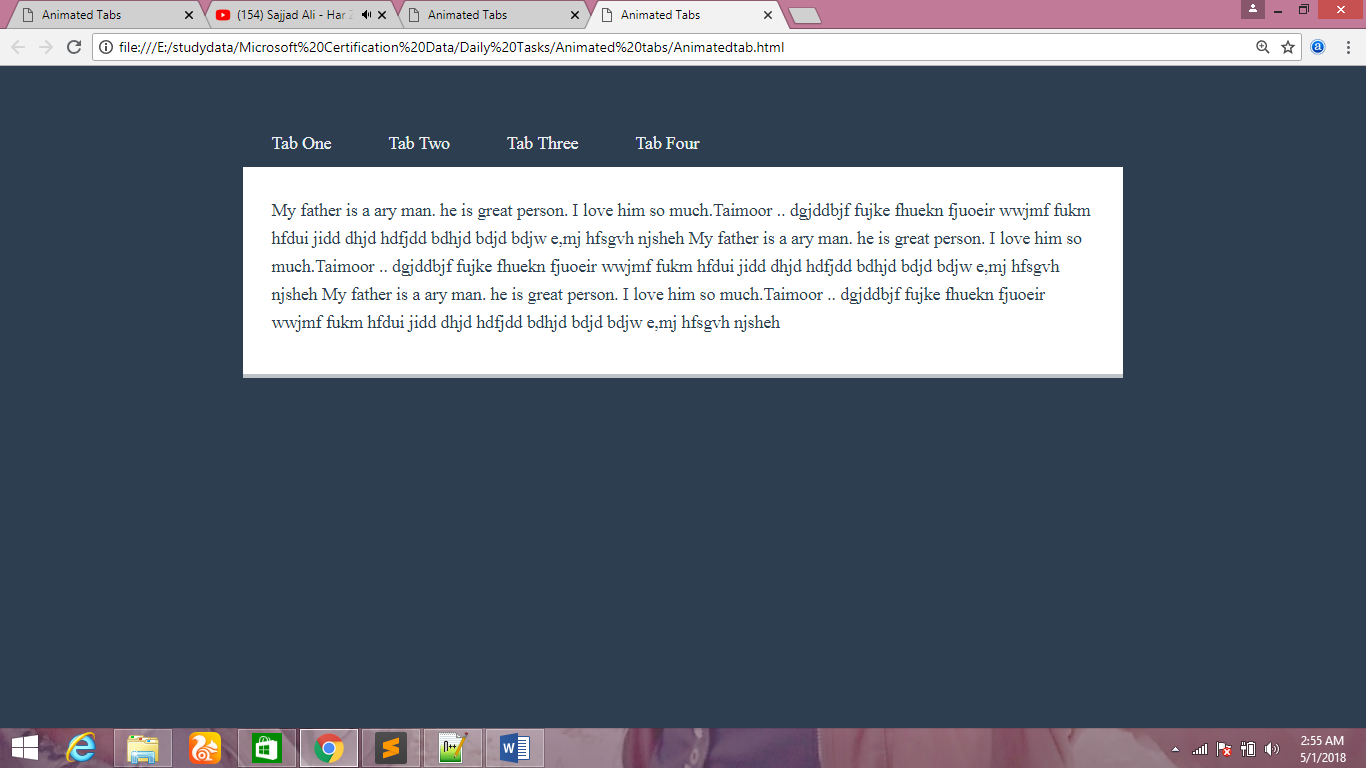 Animated Tabs
(154) Sajjad Ali - Har
Animated Tabs
Animated Tabs
file:///E:/studydata/Microsoft%20Certification%20Data/Daily%20Tasks/Animated%20tabs/Animatedtab.html
Tab One Tab Two Tab Three Tab Four
My father is a ary man. he is great person. I love him so much.Taimoor .. dgjddbjf fujke fhuekn fjuoeir wwjmf fukm
hfdui jidd dhjd hdfjdd bdhjd bdjd bdjw e,mj hfsgvh njsheh My father is a ary man. he is great person. I love him so
much.Taimoor .. dgjddbjf fujke fhuekn fjuoeir wwjmf fukm hfdui jidd dhjd hdfjdd bdhjd bdjd bdjw e,mj hfsgvh
njsheh My father is a ary man. he is great person. I love him so much.Taimoor .. dgjddbjf fujke fhuekn fjuoeir
wwjmf fukm hfdui jidd dhjd hdfjdd bdhjd bdjd bdjw e,mj hfsgvh njsheh
2:55 AM
5/1/2018